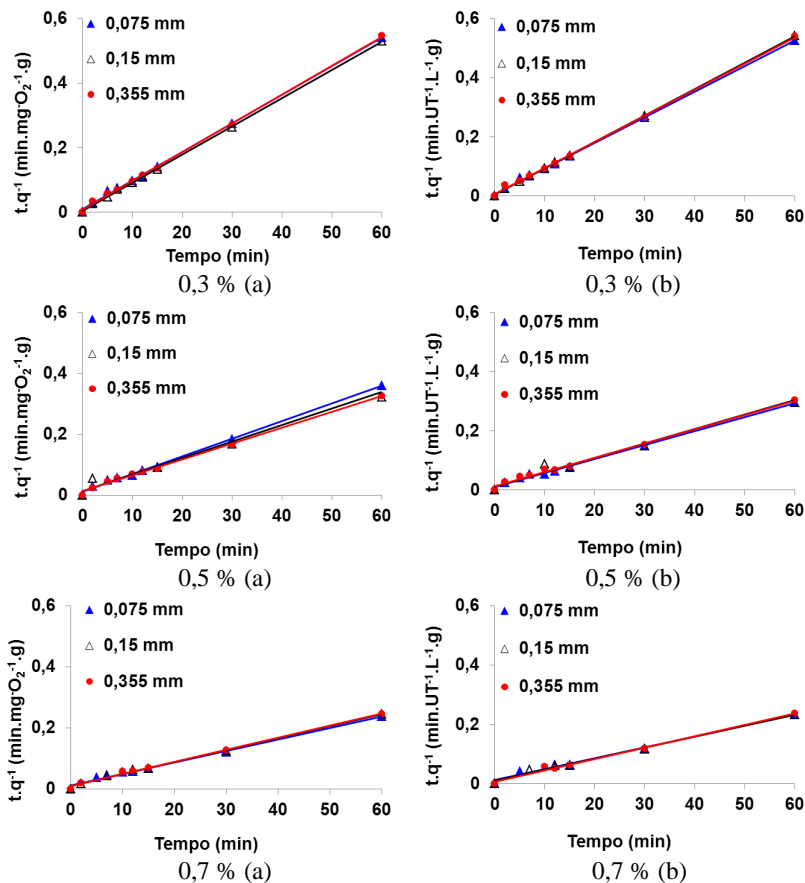 0,6
0,4
0,2
0
t.q⁻¹ (min.mg·O₂⁻¹.g)
0,075 mm
0,15 mm
0,355 mm
0 10 20 30 40 50 60
Tempo (min)
0,3 % (a)
0,6
0,4
0,2
0
t.q⁻¹ (min.UT⁻¹.L⁻¹.g)
0,075 mm
0,15 mm
0,355 mm
0 10 20 30 40 50 60
Tempo (min)
0,3 % (b)
0,6
0,4
0,2
0
t.q⁻¹ (min.mg·O₂⁻¹.g)
0,075 mm
0,15 mm
0,355 mm
0 10 20 30 40 50 60
Tempo (min)
0,5 % (a)
0,6
0,4
0,2
0
t.q⁻¹ (min.UT⁻¹.L⁻¹.g)
0,075 mm
0,15 mm
0,355 mm
0 10 20 30 40 50 60
Tempo (min)
0,5 % (b)
0,6
0,4
0,2
0
t.q⁻¹ (min.mg·O₂⁻¹.g)
0,075 mm
0,15 mm
0,355 mm
0 10 20 30 40 50 60
Tempo (min)
0,7 % (a)
0,6
0,4
0,2
0
t.q⁻¹ (min.UT⁻¹.L⁻¹.g)
0,075 mm
0,15 mm
0,355 mm
0 10 20 30 40 50 60
Tempo (min)
0,7 % (b)